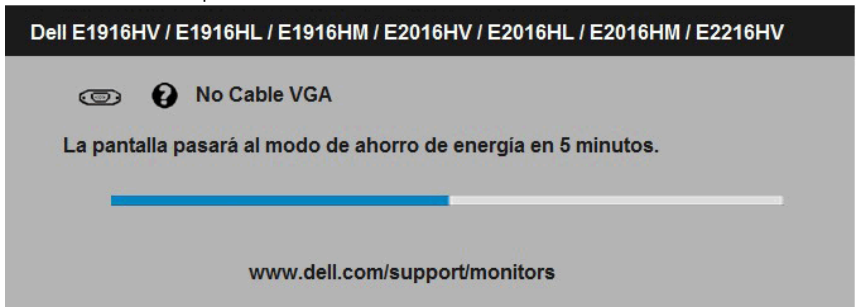 Dell E1916HV / E1916HL / E1916HM / E2016HV / E2016HL / E2016HM / E2216HV
No Cable VGA
La pantalla pasará al modo de ahorro de energía en 5 minutos.
www.dell.com/support/monitors